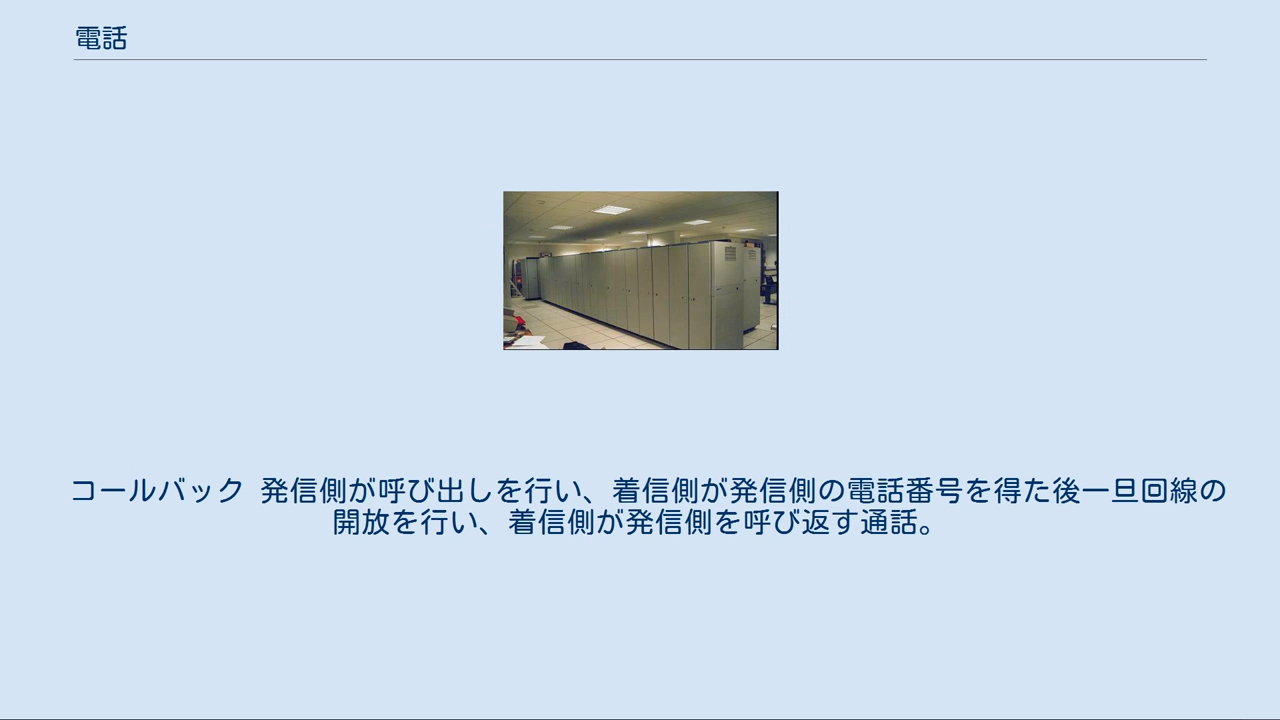 電話
コールバック 発信側が呼び出しを行い、着信側が発信側の電話番号を得た後一旦回線の
開放を行い、着信側が発信側を呼び返す通話。